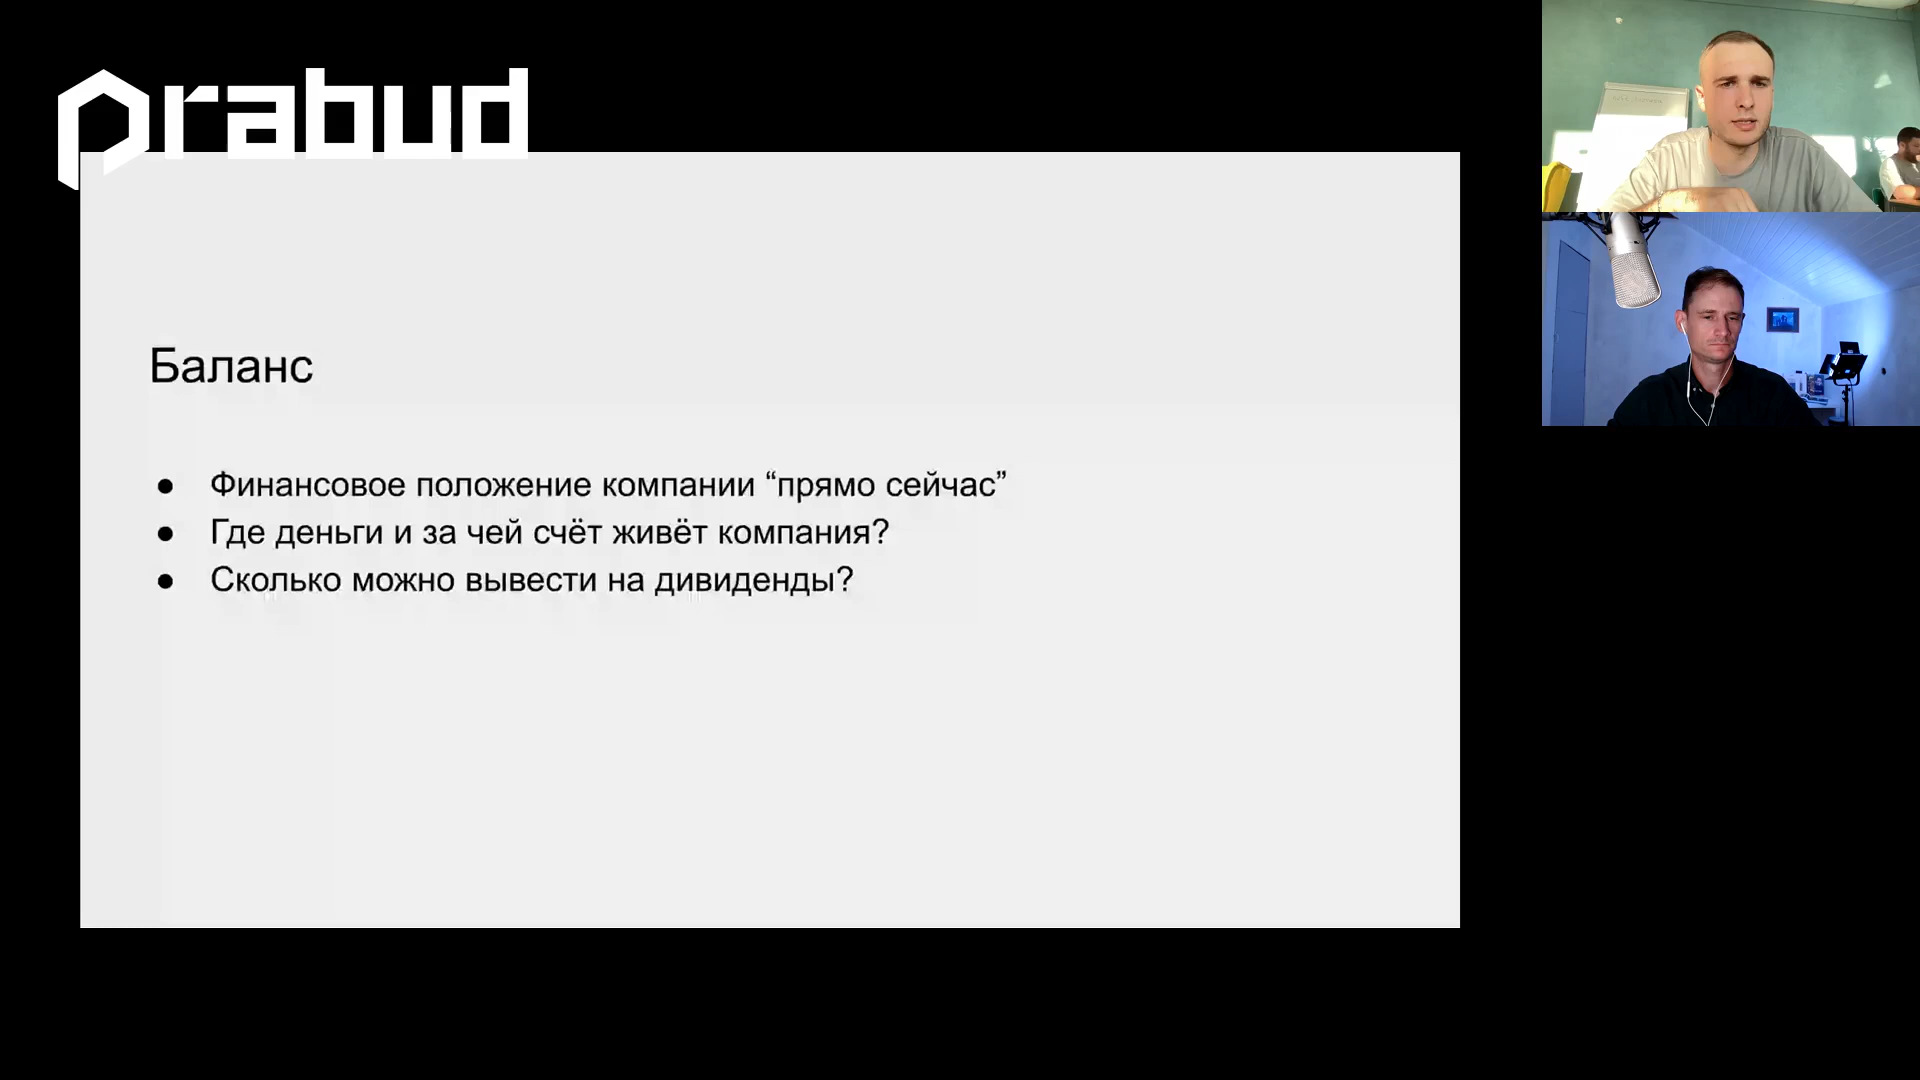 prabud
Баланс
● Финансовое положение компании “прямо сейчас”
● Где деньги и за чей счёт живёт компания?
● Сколько можно вывести на дивиденды?